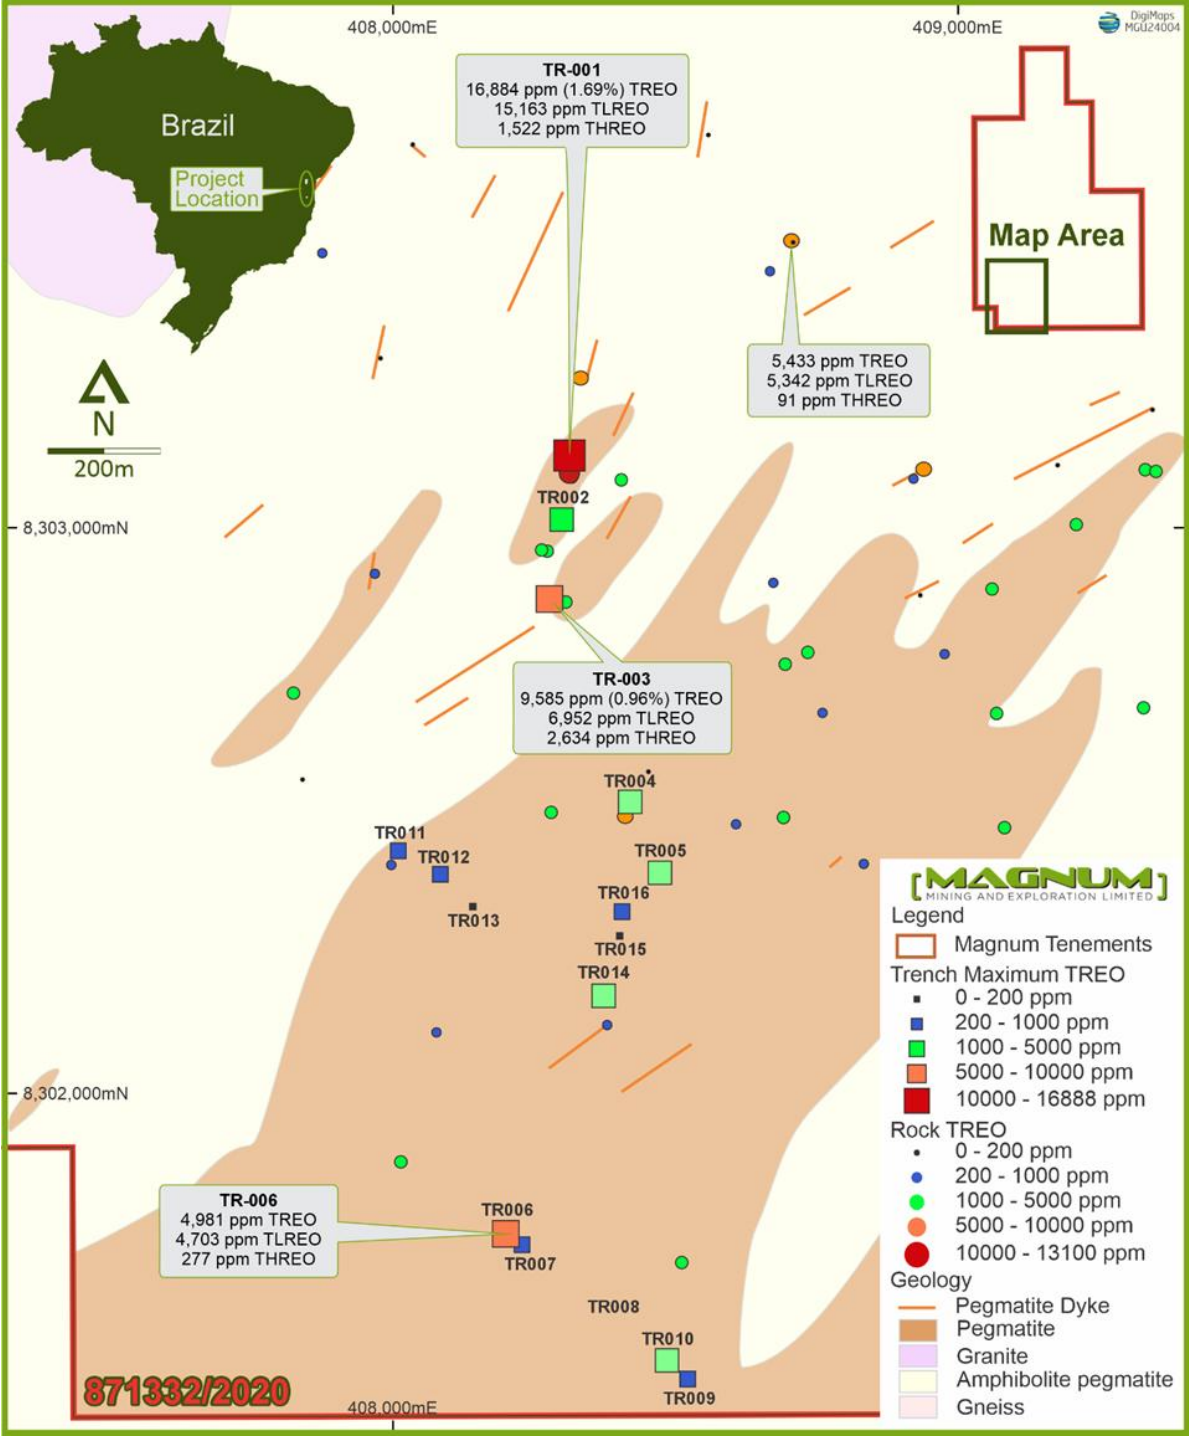 408,000mE
409,000mE
DigiMaps
MGU24004
TR-001
16,884 ppm (1.69%) TREO
15,163 ppm TLREO
1,522 ppm THREO
Brazil
Project
Location
Map Area
5,433 ppm TREO
5,342 ppm TLREO
91 ppm THREO
N
200m
TR002
8,303,000mN
TR-003
9,585 ppm (0.96%) TREO
6,952 ppm TLREO
2,634 ppm THREO
TR004
TR011
TR012
TR005
TR013
TR016
TR015
TR014
8,302,000mN
TR-006
4,981 ppm TREO
4,703 ppm TLREO
277 ppm THREO
TR006
TR007
TR008
TR010
TR009
871332/2020
408,000mE
[MAGNUM]
MINING AND EXPLORATION LIMITED
Legend
Magnum Tenements
Trench Maximum TREO
0 - 200 ppm
200 - 1000 ppm
1000 - 5000 ppm
5000 - 10000 ppm
10000 - 16888 ppm
Rock TREO
0 - 200 ppm
200 - 1000 ppm
1000 - 5000 ppm
5000 - 10000 ppm
10000 - 13100 ppm
Geology
Pegmatite Dyke
Pegmatite
Granite
Amphibolite pegmatite
Gneiss